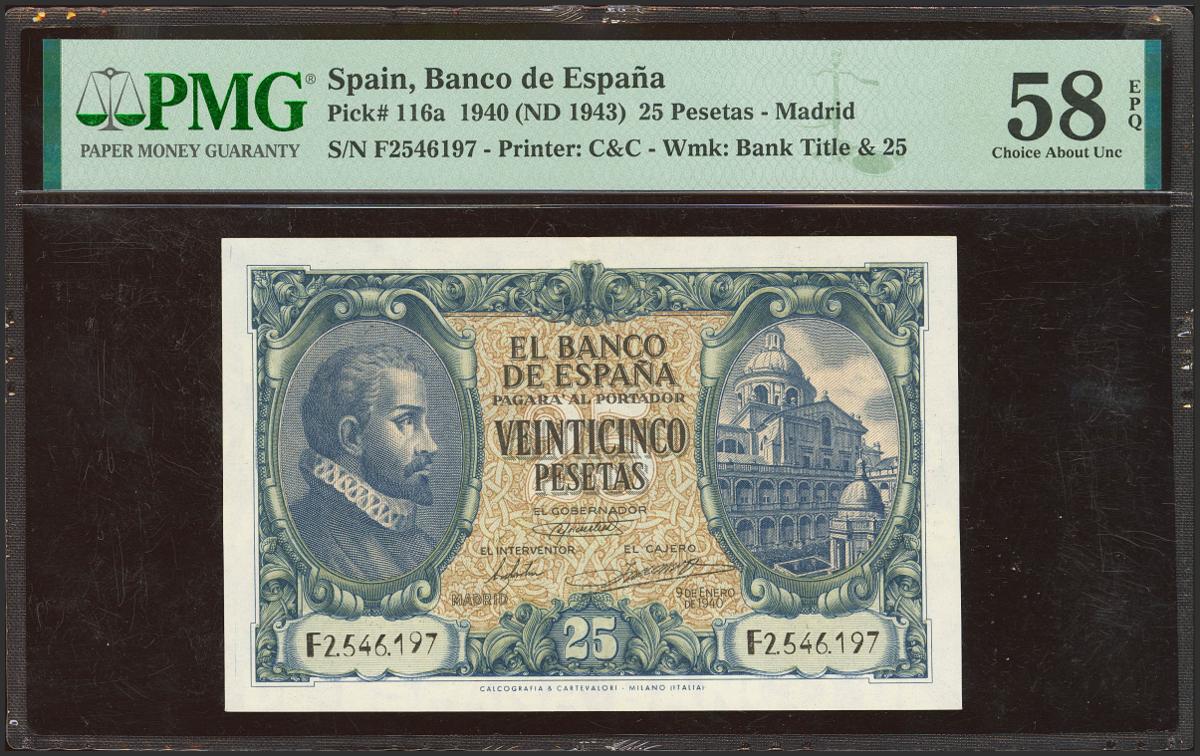 PMG®
PAPER MONEY GUARANTY
Spain, Banco de España
Pick# 116a 1940 (ND 1943) 25 Pesetas - Madrid
S/N F2546197 - Printer: C&C - Wmk: Bank Title & 25
58
EPQ
Choice About Unc
EL BANCO
DE ESPAÑA
PAGARA AL PORTADOR
25
VEINTICINCO
PESETAS
EL GOBERNADOR
EL INTERVENTOR EL CAJERO
MADRID 9 DE ENERO
DE 1940
F2.546.197 25 F2.546.197
CALCOGRAFIA & CARTEVALORI - MILANO (ITALIA)